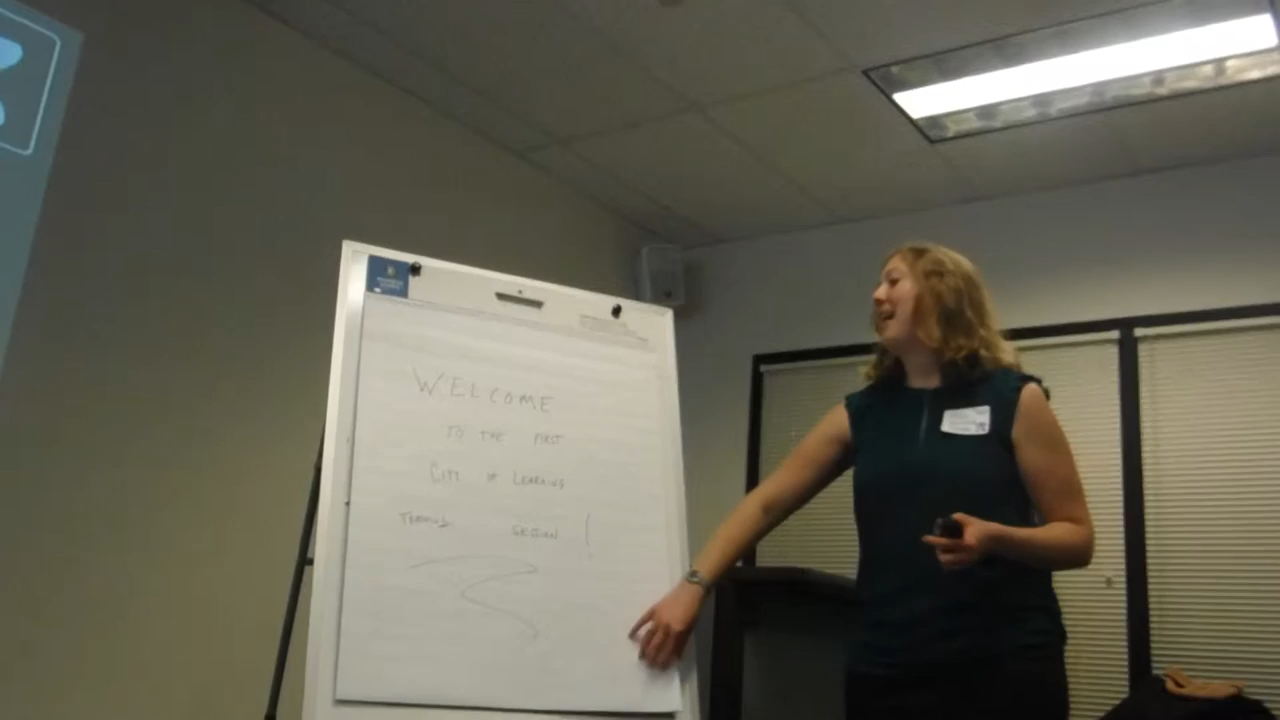 WELCOME
TO THE FIRST
CITY OF LEARNING
TRAINING SESSION!